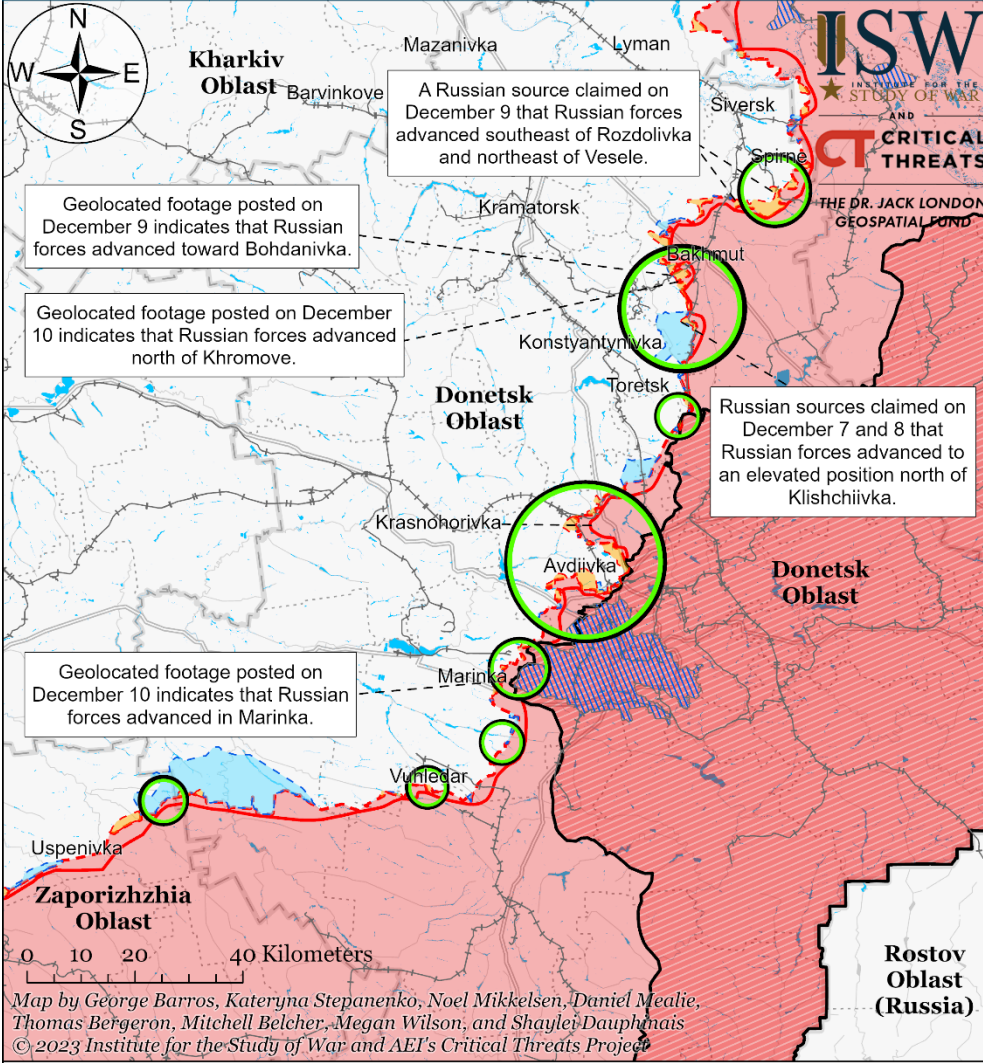 N
W
E
S
Kharkiv
Oblast
Mazanivka
Lyman
Barvinkove
ISW
INSTITUTE FOR THE
STUDY OF WAR
AND
CT CRITICAL
THREATS
THE DR. JACK LONDON
GEOSPATIAL FUND
A Russian source claimed on
December 9 that Russian forces
advanced southeast of Rozdolivka
and northeast of Vesele.
Siversk
Spirne
Geolocated footage posted on
December 9 indicates that Russian
forces advanced toward Bohdanivka.
Kramatorsk
Bakhmut
Geolocated footage posted on December
10 indicates that Russian forces advanced
north of Khromove.
Konstyantynivka
Toretsk
Donetsk
Oblast
Russian sources claimed on
December 7 and 8 that
Russian forces advanced to
an elevated position north of
Klishchiivka.
Krasnohorivka
Avdiivka
Donetsk
Oblast
Geolocated footage posted on
December 10 indicates that Russian
forces advanced in Marinka.
Marinka
Vuhledar
Uspenivka
Zaporizhzhia
Oblast
Rostov
Oblast
(Russia)
0 10 20 40 Kilometers
Map by George Barros, Kateryna Stepanenko, Noel Mikkelsen, Daniel Mealie,
Thomas Bergeron, Mitchell Belcher, Megan Wilson, and Shaylei Dauphinais
© 2023 Institute for the Study of War and AEI's Critical Threats Project